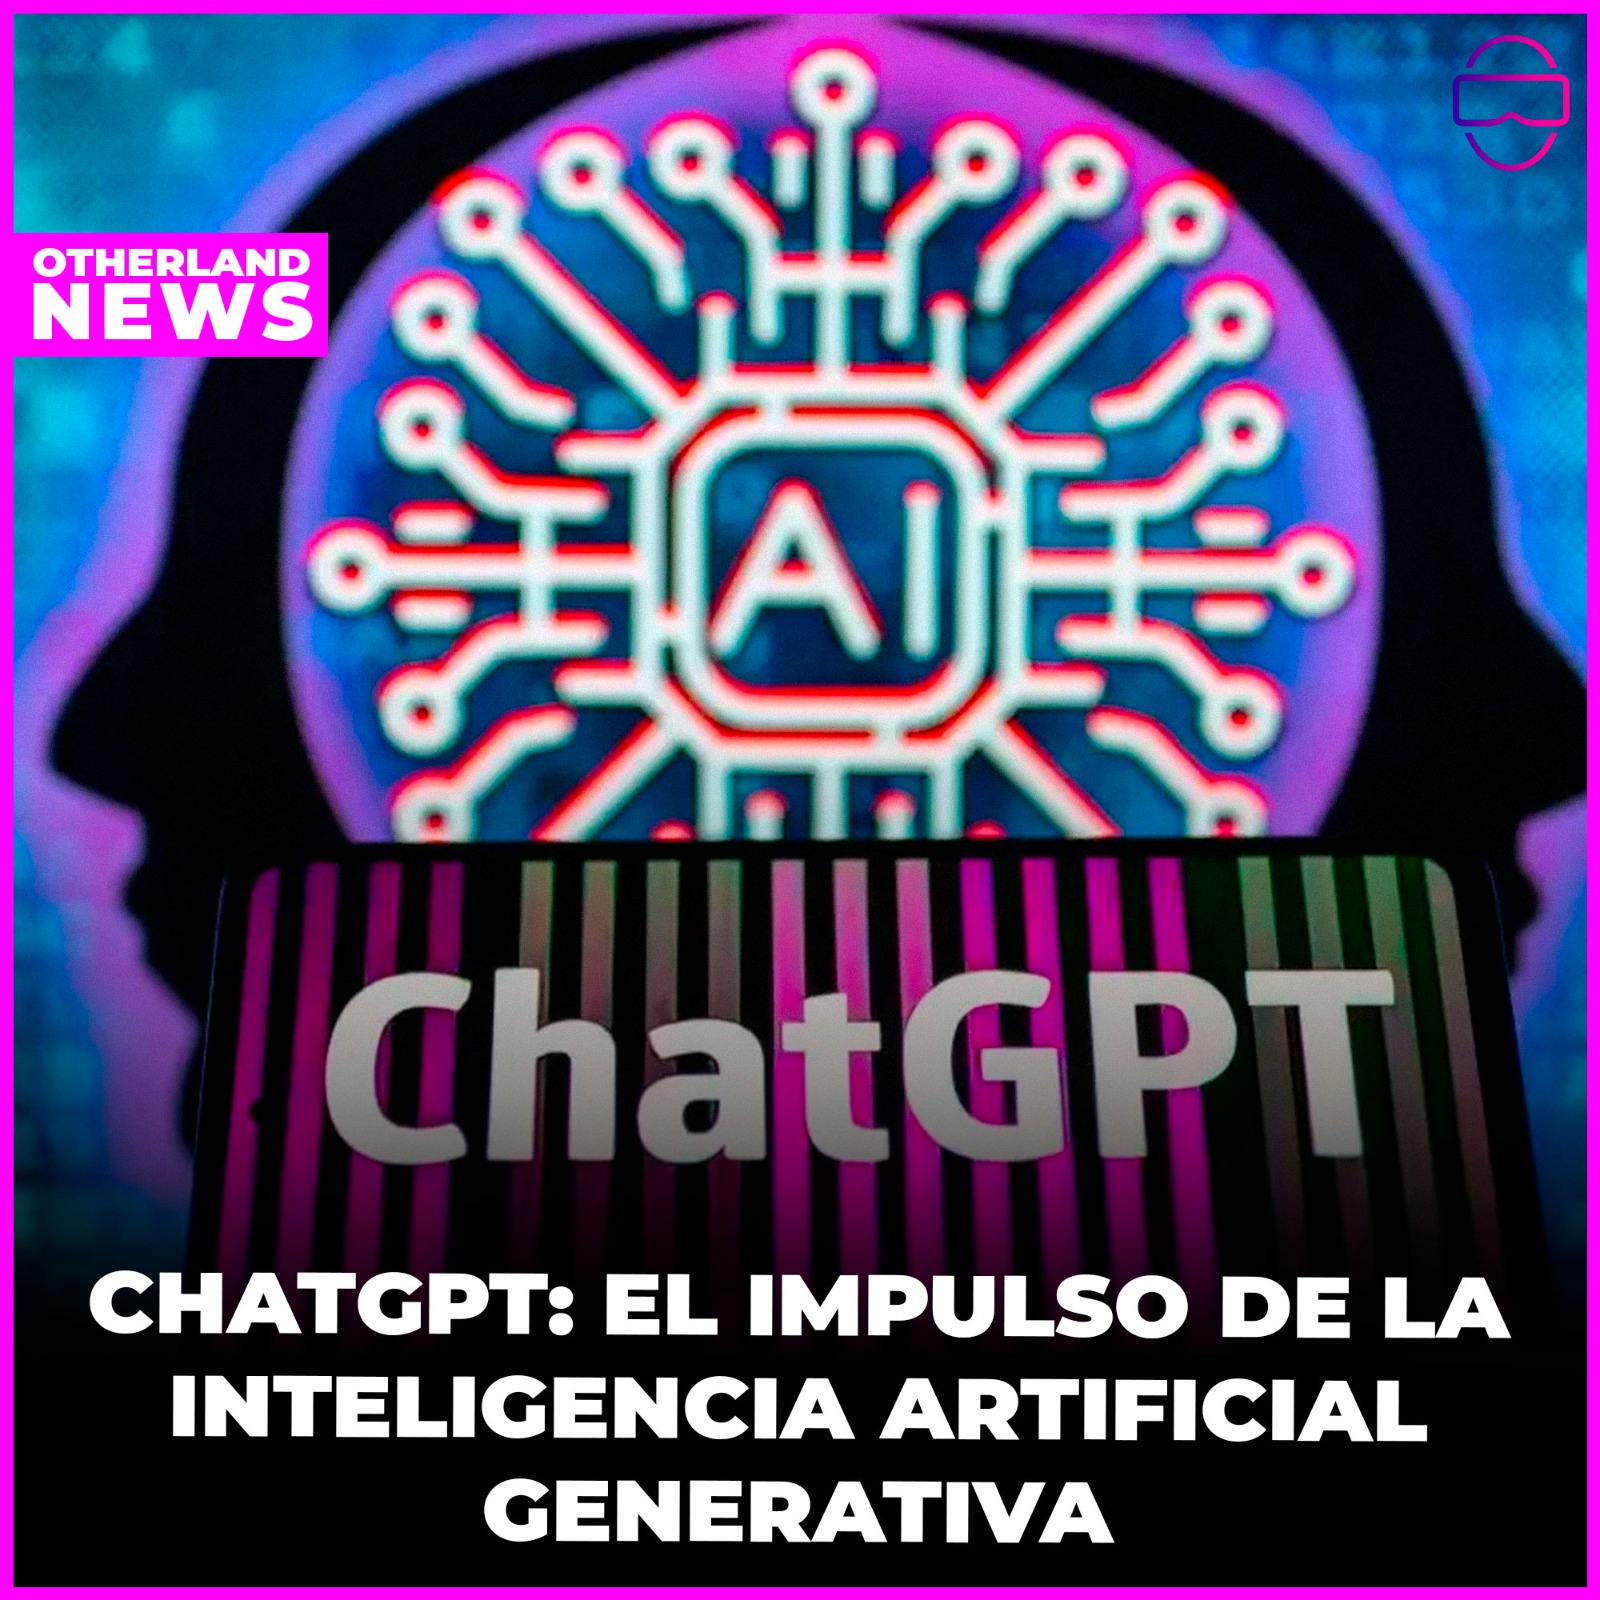 OTHERLAND
NEWS
AI
ChatGPT
CHATGPT: EL IMPULSO DE LA
INTELIGENCIA ARTIFICIAL
GENERATIVA